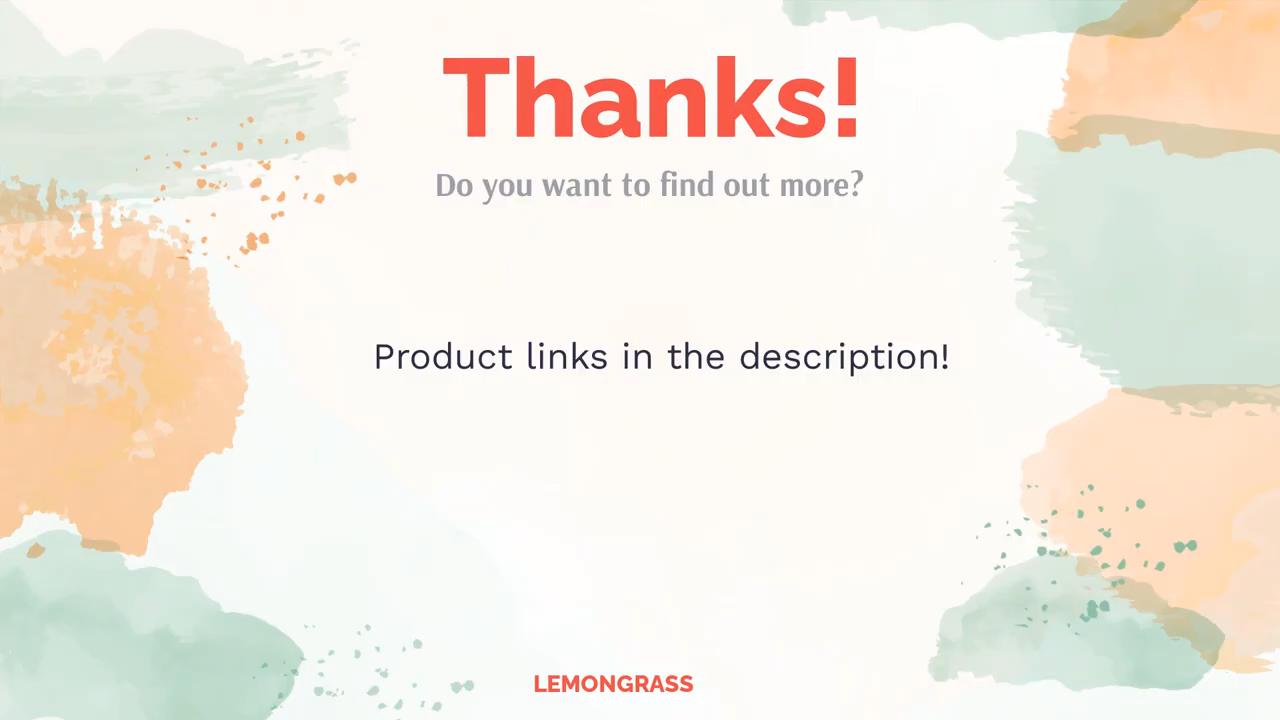 Thanks!
Do you want to find out more?
Product links in the description!
LEMONGRASS